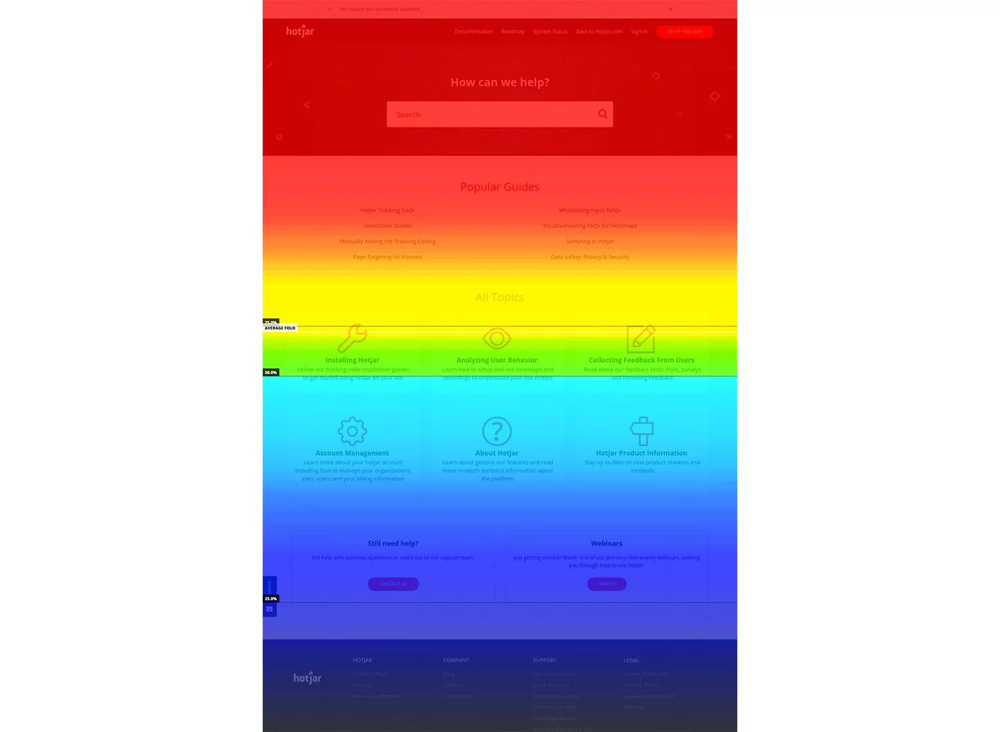 ✓ Your request was successfully submitted. ×
hotjar Documentation Roadmap System Status Back to Hotjar.com Sign in TRY IT FOR FREE
How can we help?
Search
Popular Guides
Hotjar Tracking Code Whitelisting Input Fields
Installation Guides Troubleshooting FAQs for Heatmaps
Manually Adding the Tracking Coding Sampling in Hotjar
Page Targeting for Funnels Data Safety, Privacy & Security
All Topics
75.0%
AVERAGE FOLD
Installing Hotjar
Follow our tracking code installation guides
to get started using Hotjar on your site
Analyzing User Behavior
Learn how to setup and use heatmaps and
recordings to understand your site visitors
Collecting Feedback From Users
Read about our feedback tools: Polls, Surveys
and Incoming Feedback
50.0%
Account Management
Learn more about your hotjar account
including how to manage your organizations,
sites, users and your billing information
About Hotjar
Learn about general our features and read
more in-depth technical information about
the platform
Hotjar Product Information
Stay up to date on new product releases and
incidents
Still need help?
Get help with common questions or reach out to our support team.
CONTACT US
Webinars
Just getting started? Watch one of our pre-recorded weekly webinars, walking
you through how to use Hotjar.
WATCH
25.0%
hotjar
HOTJAR
Product Tour
Pricing
Founding Members
COMPANY
Blog
Careers
Contact Us
SUPPORT
Documentation
Data Security
Site Performance
CRO Action Plan
Heatmap Guide
LEGAL
Terms of Service
Privacy Policy
Cookie Information
Optout